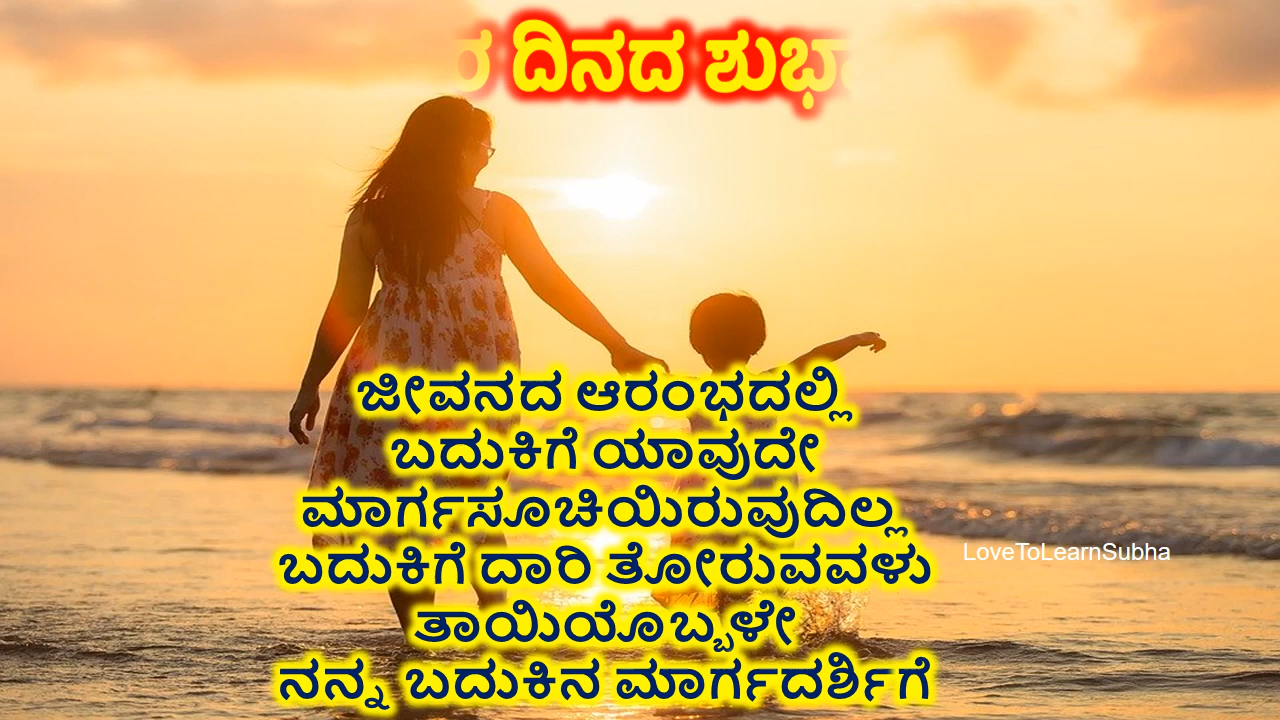 ದಿನದ
ಜೀವನದ ಆರಂಭದಲ್ಲಿ
ಬದುಕಿಗೆ ಯಾವುದೇ
ಮಾರ್ಗಸೂಚಿಯಿರುವುದಿಲ್ಲ
ಬದುಕಿಗೆ ದಾರಿ ತೋರುವವಳು
LoveToLearnSubha
ತಾಯಿಯೊಬ್ಬಳೇ
ನನ್ನ ಬದುಕಿನ ಮಾರ್ಗದರ್ಶಿಗೆ